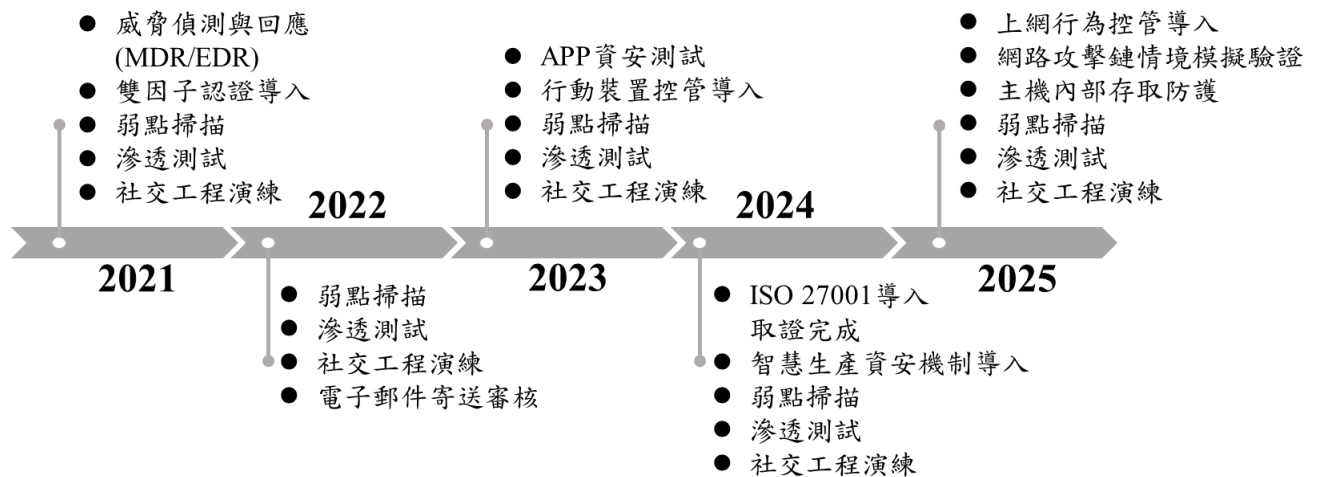 威脅偵測與回應
(MDR/EDR)
雙因子認證導入
弱點掃描
滲透測試
社交工程演練
2021
2022
弱點掃描
滲透測試
社交工程演練
電子郵件寄送審核
APP資安測試
行動裝置控管導入
弱點掃描
滲透測試
社交工程演練
2023
2024
ISO 27001導入
取證完成
智慧生產資安機制導入
弱點掃描
滲透測試
社交工程演練
上網行為控管導入
網路攻擊鏈情境模擬驗證
主機內部存取防護
弱點掃描
滲透測試
社交工程演練
2025